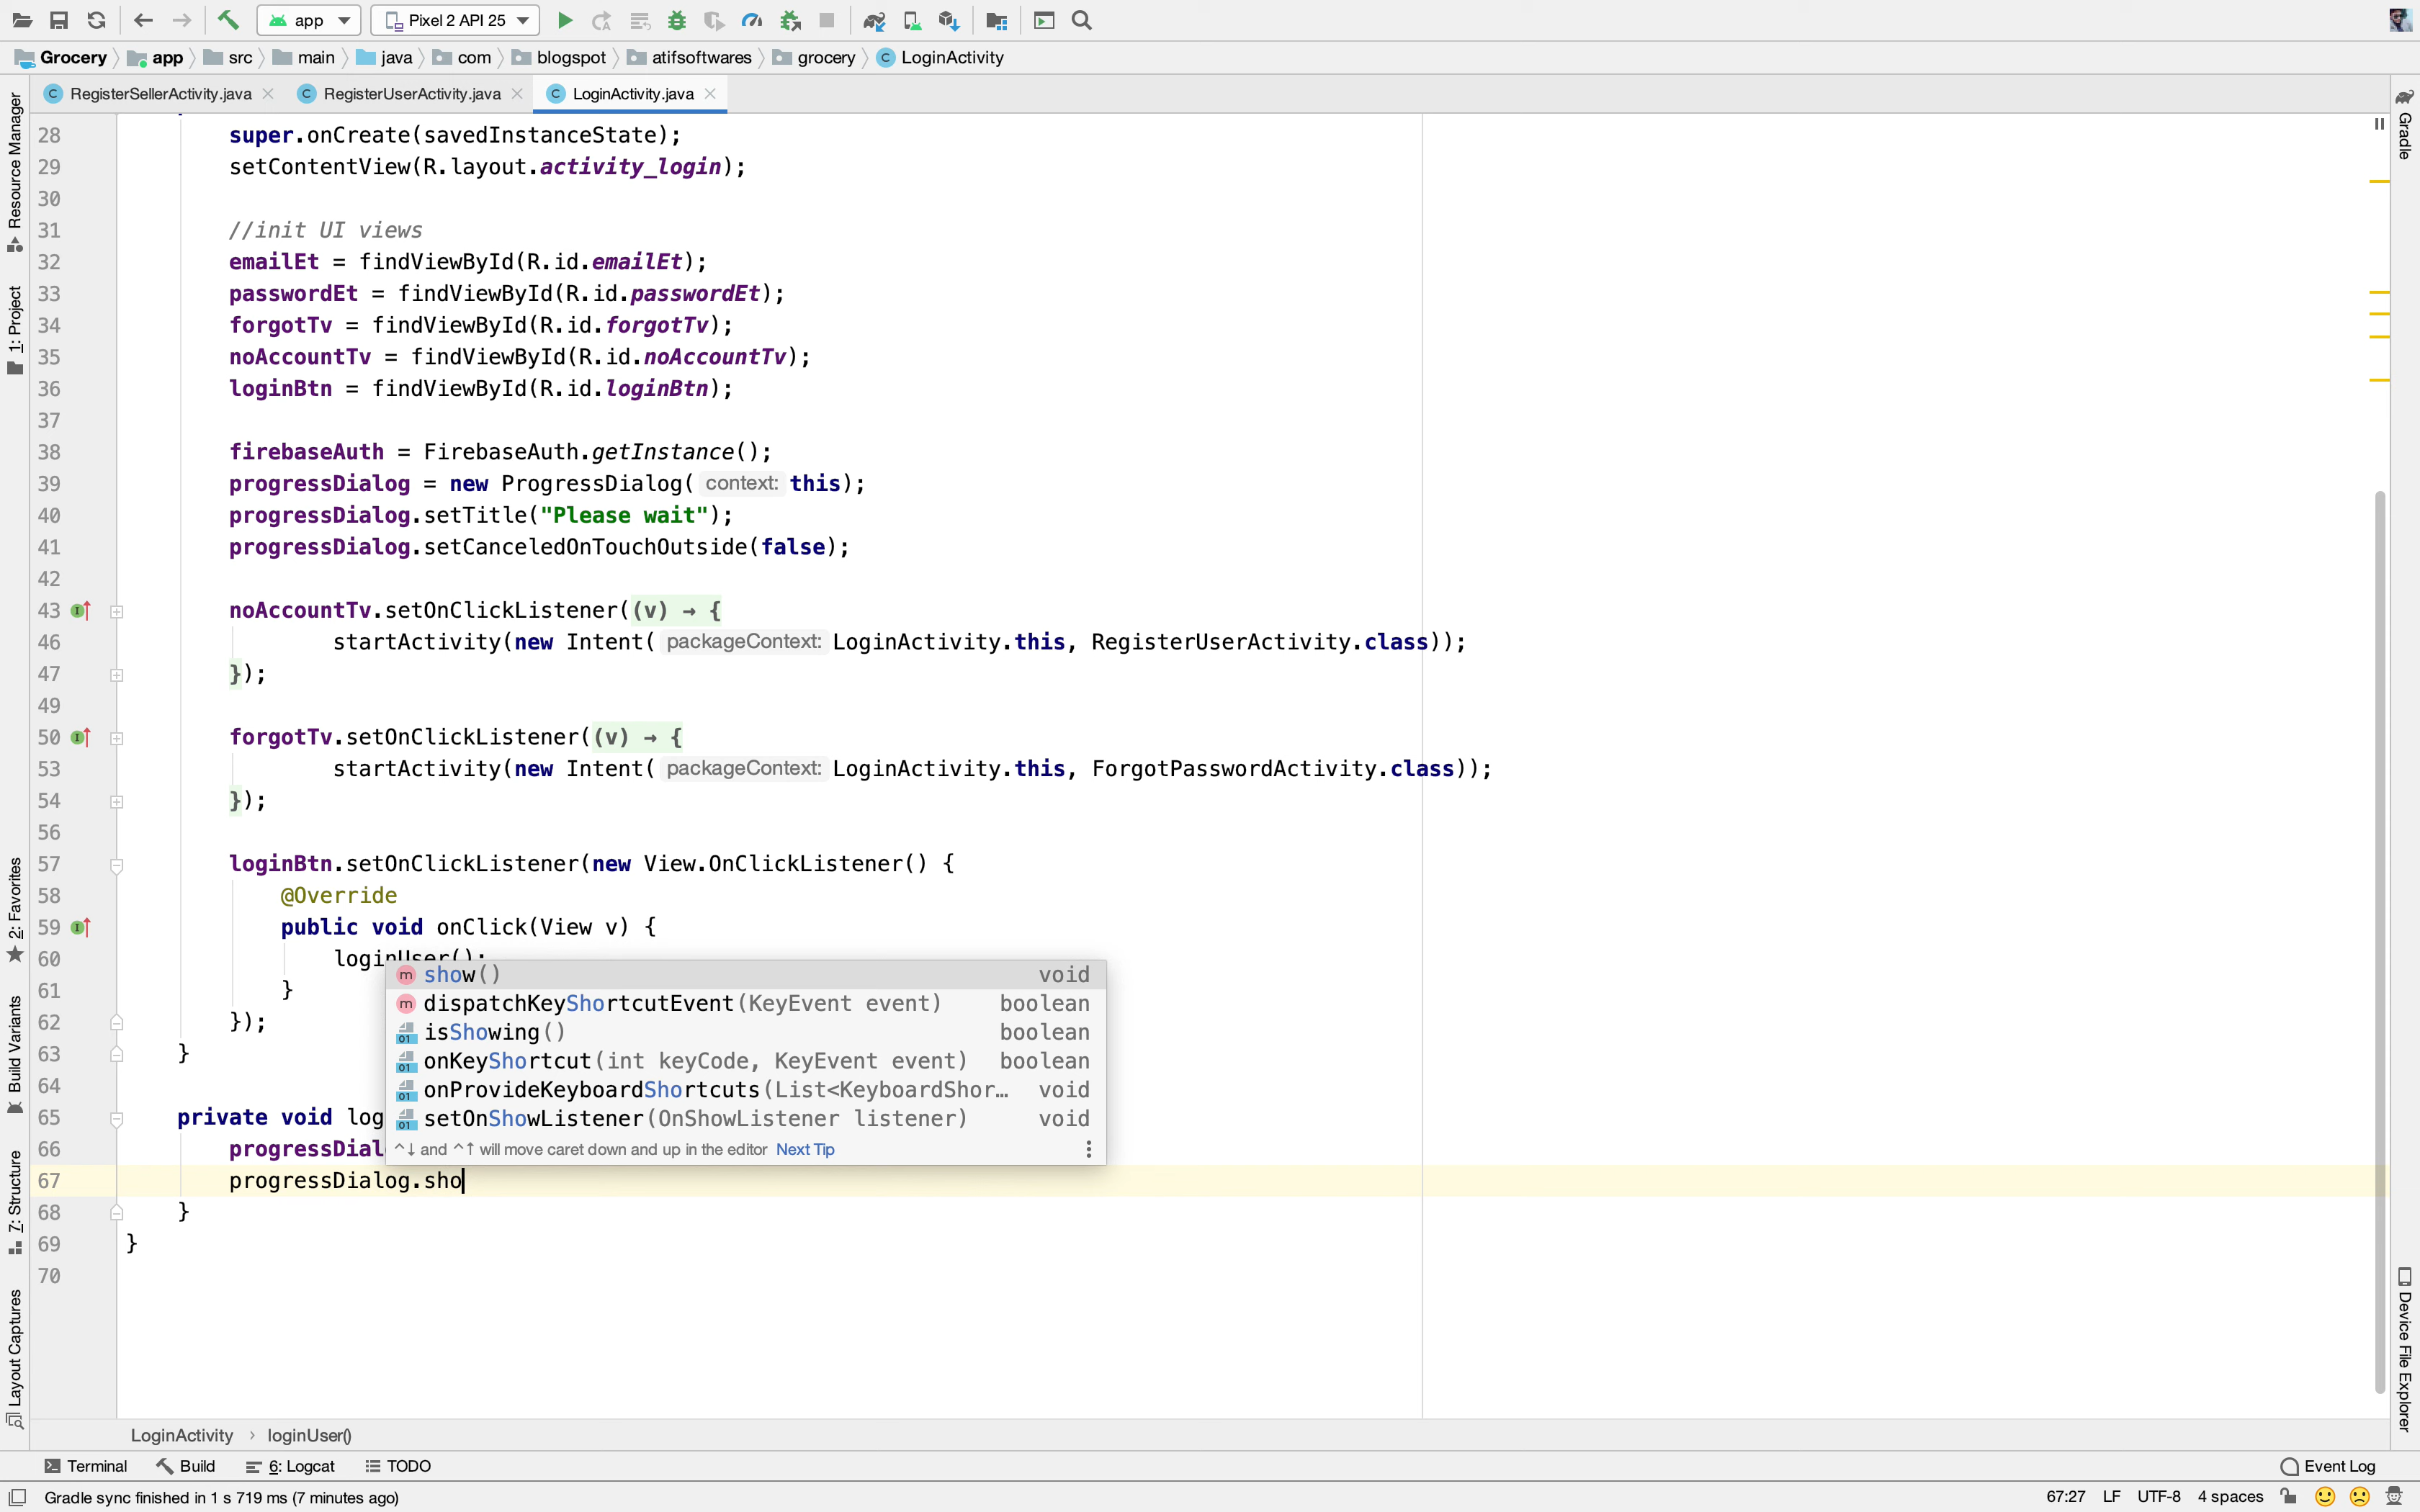 app
Pixel 2 API 25
Grocery
app
src
main
java
com
blogspot
atifsoftwares
grocery
LoginActivity
RegisterSellerActivity.java
RegisterUserActivity.java
LoginActivity.java
Resource Manager
1: Project
2: Favorites
Build Variants
7: Structure
Layout Captures
Gradle
Device File Explorer
28 super.onCreate(savedInstanceState);
29 setContentView(R.layout.activity_login);
30
31 //init UI views
32 emailEt = findViewById(R.id.emailEt);
33 passwordEt = findViewById(R.id.passwordEt);
34 forgotTv = findViewById(R.id.forgotTv);
35 noAccountTv = findViewById(R.id.noAccountTv);
36 loginBtn = findViewById(R.id.loginBtn);
37
38 firebaseAuth = FirebaseAuth.getInstance();
39 progressDialog = new ProgressDialog( context: this);
40 progressDialog.setTitle("Please wait");
41 progressDialog.setCanceledOnTouchOutside(false);
42
43 noAccountTv.setOnClickListener((v) → {
46 startActivity(new Intent( packageContext: LoginActivity.this, RegisterUserActivity.class));
47 });
49
50 forgotTv.setOnClickListener((v) → {
53 startActivity(new Intent( packageContext: LoginActivity.this, ForgotPasswordActivity.class));
54 });
56
57 loginBtn.setOnClickListener(new View.OnClickListener() {
58 @Override
59 public void onClick(View v) {
60 loginUser();
61 }
62 });
63 }
64
65 private void log
66 progressDial
67 progressDialog.sho
68 }
69 }
70
show() void
dispatchKeyShortcutEvent(KeyEvent event) boolean
isShowing() boolean
onKeyShortcut(int keyCode, KeyEvent event) boolean
onProvideKeyboardShortcuts(List<KeyboardShor... void
setOnShowListener(OnShowListener listener) void
^↓ and ^↑ will move caret down and up in the editor Next Tip
LoginActivity › loginUser()
Terminal
Build
6: Logcat
TODO
Event Log
Gradle sync finished in 1 s 719 ms (7 minutes ago)
67:27 LF UTF-8 4 spaces